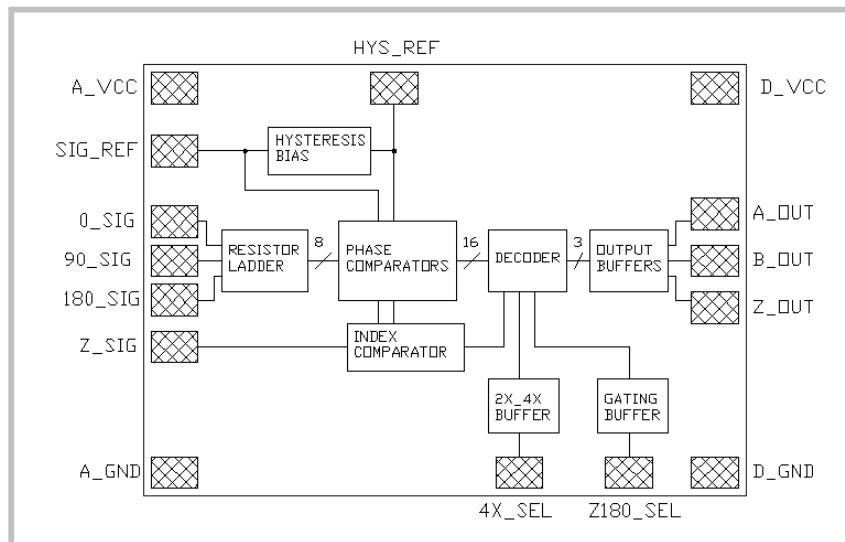 HYS_REF
A_VCC
D_VCC
SIG_REF
HYSTERESIS
BIAS
0_SIG
90_SIG
180_SIG
RESISTOR
LADDER
8
PHASE
COMPARATORS
16
DECODER
3
OUTPUT
BUFFERS
A_OUT
B_OUT
Z_OUT
Z_SIG
INDEX
COMPARATOR
2X_4X
BUFFER
GATING
BUFFER
A_GND
D_GND
4X_SEL
Z180_SEL